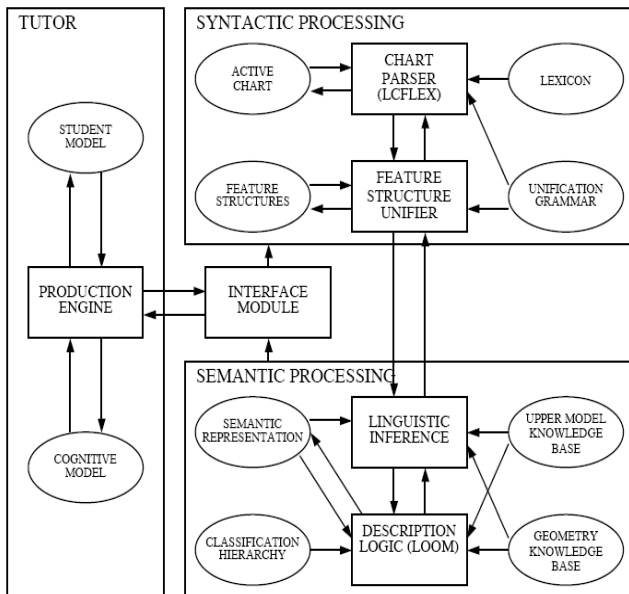 TUTOR
STUDENT
MODEL
PRODUCTION
ENGINE
COGNITIVE
MODEL
INTERFACE
MODULE
SYNTACTIC PROCESSING
ACTIVE
CHART
CHART
PARSER
(LCFLEX)
LEXICON
FEATURE
STRUCTURES
FEATURE
STRUCTURE
UNIFIER
UNIFICATION
GRAMMAR
SEMANTIC PROCESSING
SEMANTIC
REPRESENTATION
LINGUISTIC
INFERENCE
UPPER MODEL
KNOWLEDGE
BASE
CLASSIFICATION
HIERARCHY
DESCRIPTION
LOGIC (LOOM)
GEOMETRY
KNOWLEDGE
BASE